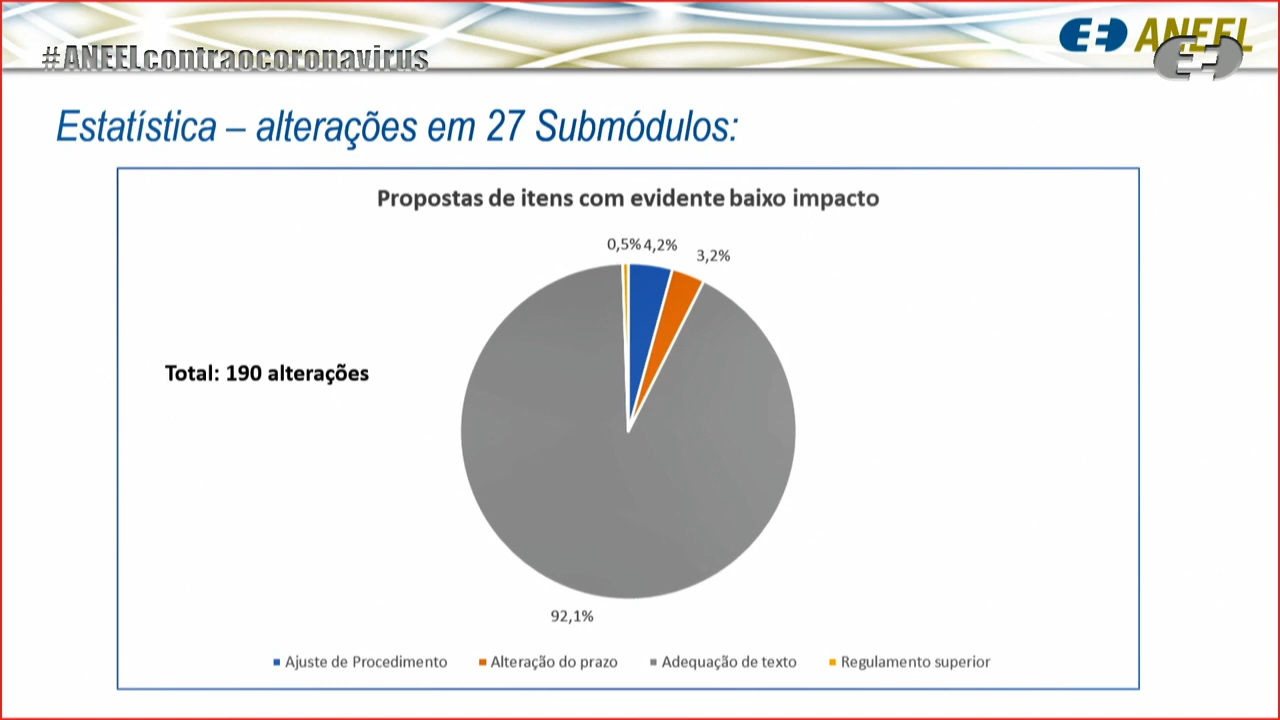 #ANEELcontraocoronavirus
ANEEL
Estatística – alterações em 27 Submódulos:
Propostas de itens com evidente baixo impacto
0,5% 4,2%
3,2%
Total: 190 alterações
92,1%
Ajuste de Procedimento Alteração do prazo Adequação de texto Regulamento superior